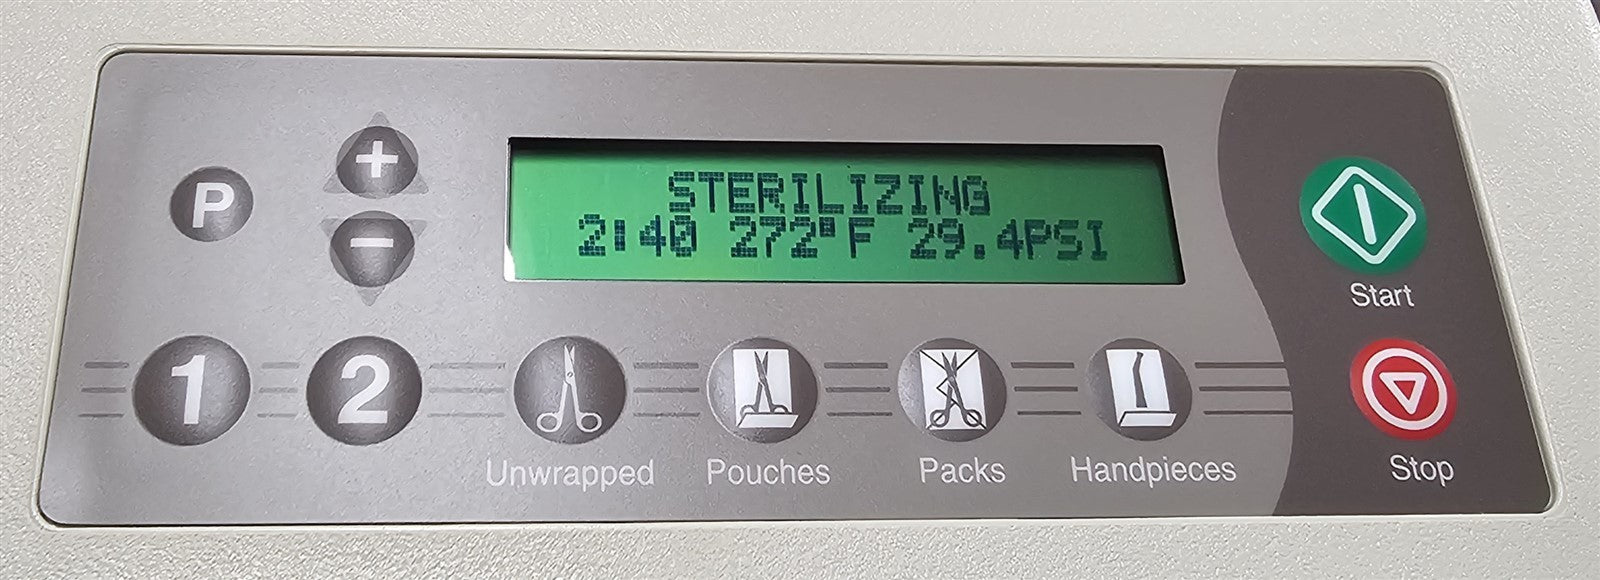 STERILIZING
2:40 272°F 29.4PSI
P
+
−
Start
1
2
Unwrapped
Pouches
Packs
Handpieces
Stop